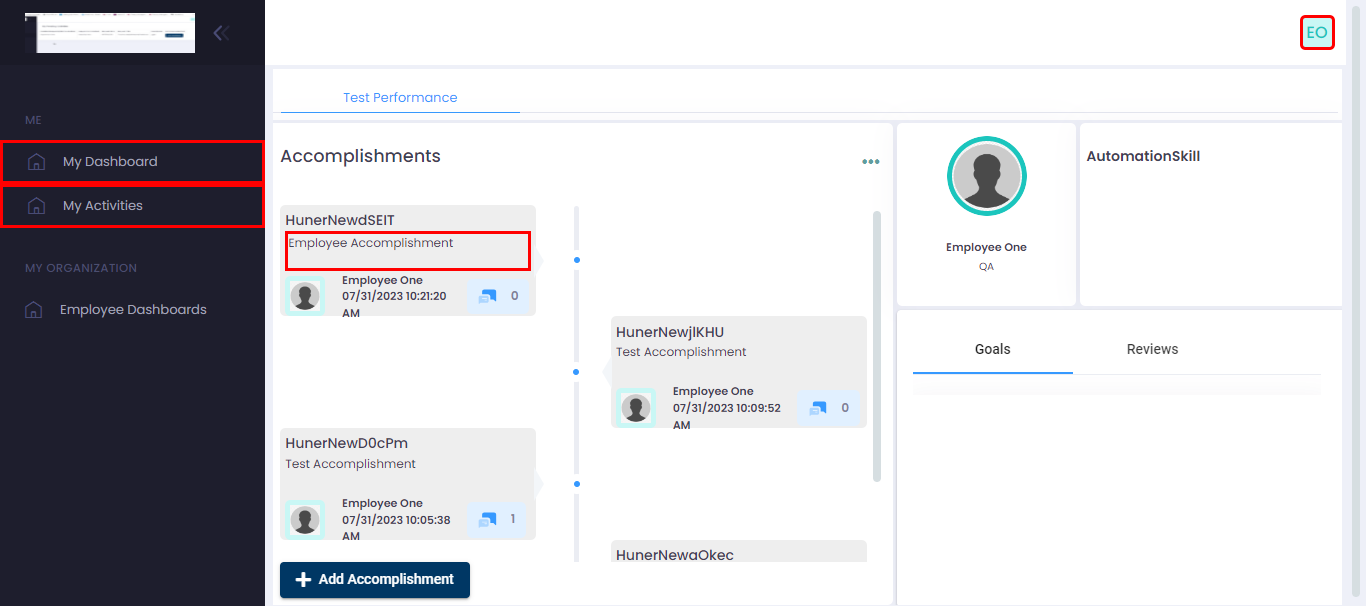 EO
ME
My Dashboard
My Activities
MY ORGANIZATION
Employee Dashboards
Test Performance
Accomplishments
HunerNewdSEIT
Employee Accomplishment
Employee One
07/31/2023 10:21:20
AM
0
HunerNewjlKHU
Test Accomplishment
Employee One
07/31/2023 10:09:52
AM
0
HunerNewD0cPm
Test Accomplishment
Employee One
07/31/2023 10:05:38
AM
1
HunerNewaOkec
Add Accomplishment
Employee One
QA
AutomationSkill
Goals
Reviews